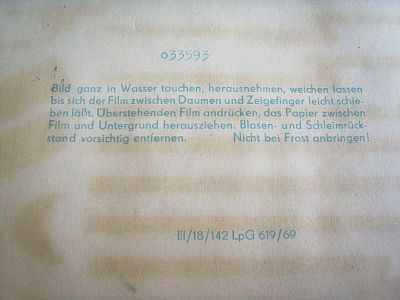 o33593
Bild ganz in Wasser tauchen, herausnehmen, weichen lassen
bis sich der Film zwischen Daumen und Zeigefinger leicht schie-
ben läßt. Überstehenden Film andrücken, das Papier zwischen
Film und Untergrund herausziehen. Blasen- und Schleimrück-
stand vorsichtig entfernen. Nicht bei Frost anbringen!
III/18/142 LpG 619/69